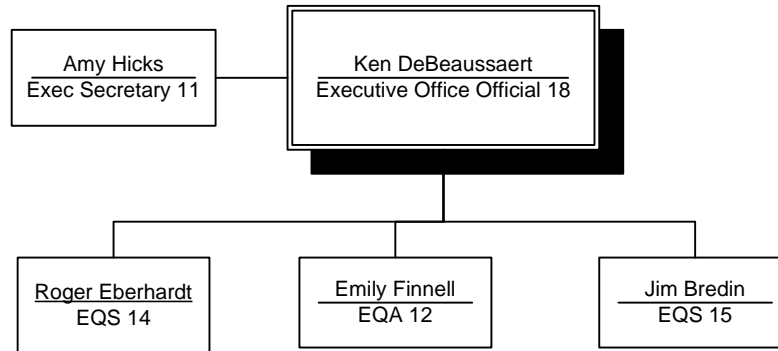 Amy Hicks
Exec Secretary 11
Ken DeBeaussaert
Executive Office Official 18
Roger Eberhardt
EQS 14
Emily Finnell
EQA 12
Jim Bredin
EQS 15